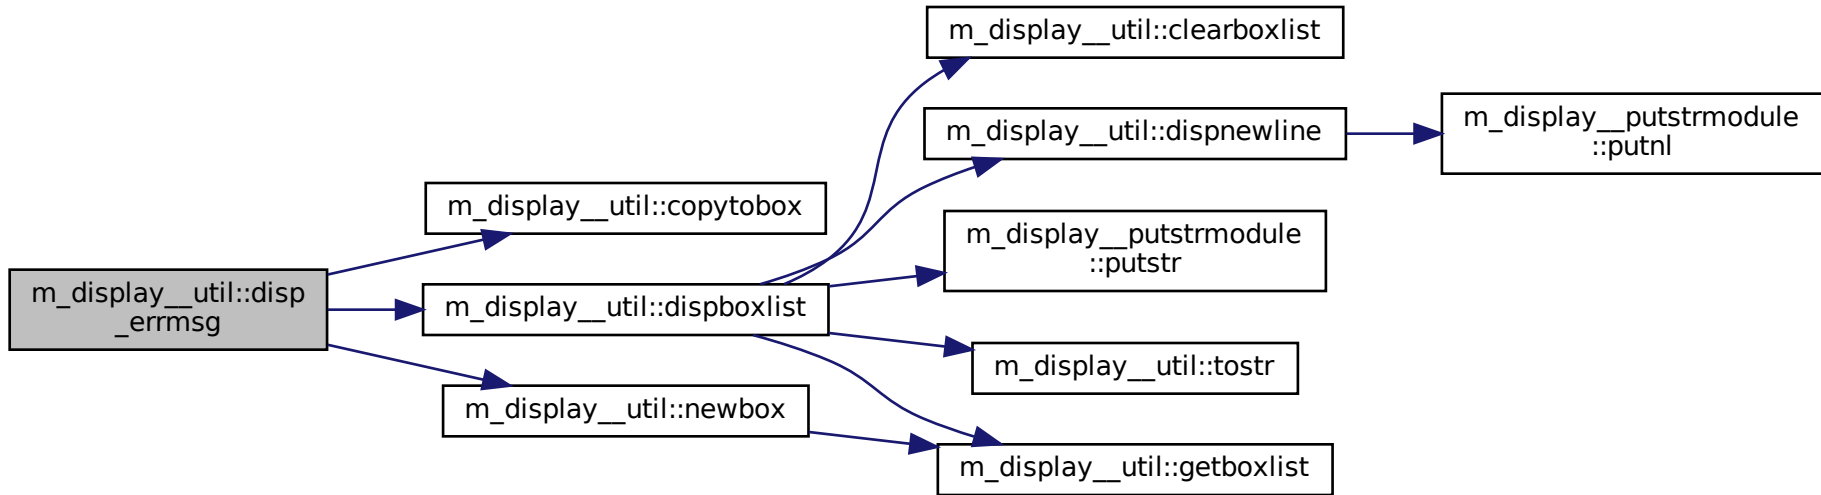 m_display__util::disp
_errmsg
m_display__util::copytobox
m_display__util::dispboxlist
m_display__util::newbox
m_display__util::clearboxlist
m_display__util::dispnewline
m_display__putstrmodule
::putstr
m_display__util::tostr
m_display__util::getboxlist
m_display__putstrmodule
::putnl